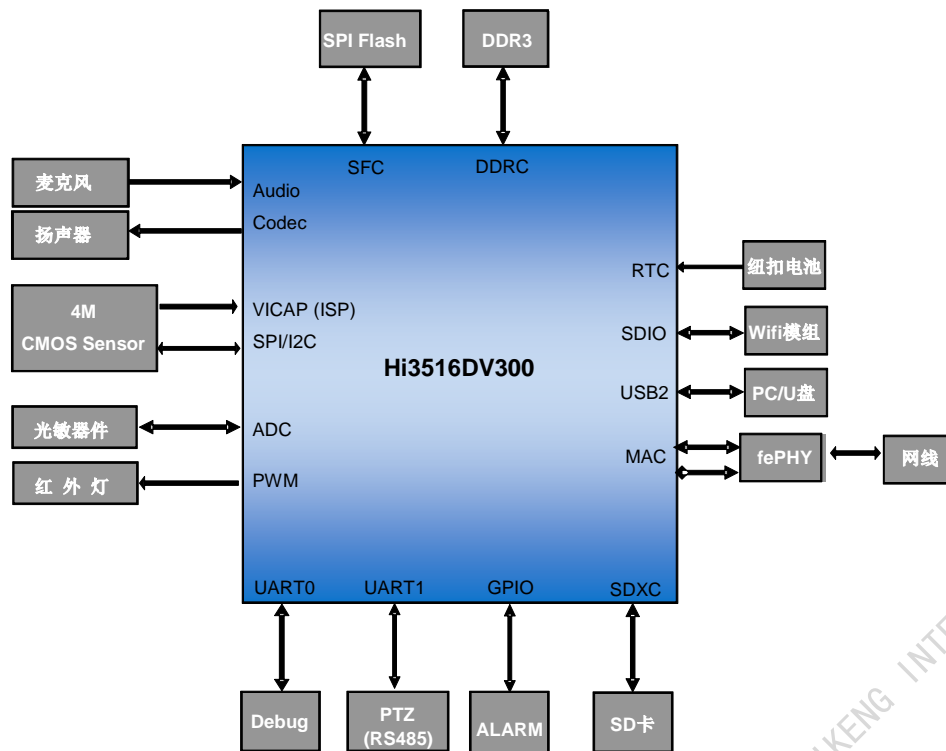 SPI Flash
DDR3
SFC
DDRC
麦克风
Audio
Codec
扬声器
RTC
纽扣电池
4M
CMOS Sensor
VICAP (ISP)
SPI/I2C
SDIO
Wifi模组
Hi3516DV300
USB2
PC/U盘
光敏器件
ADC
MAC
fePHY
网线
红 外 灯
PWM
UART0
UART1
GPIO
SDXC
Debug
PTZ
(RS485)
ALARM
SD卡